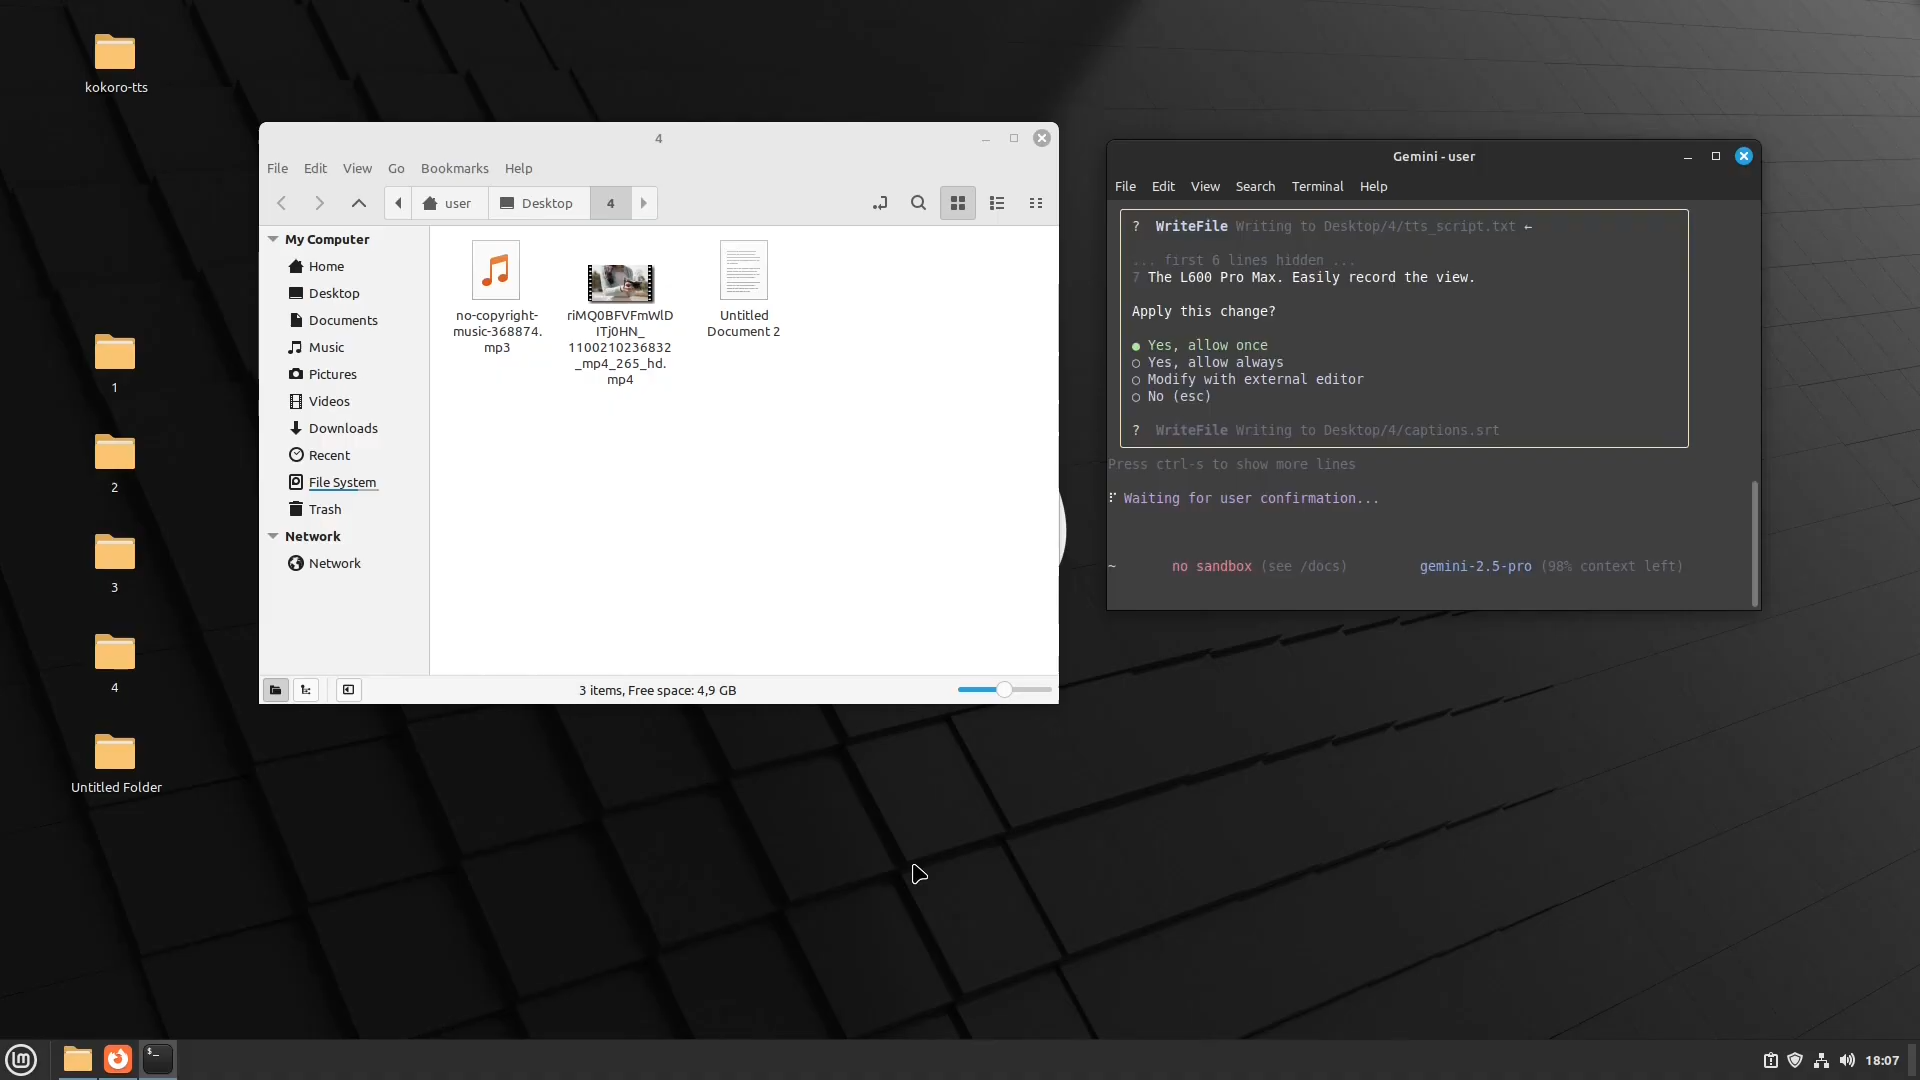 kokoro-tts
1
2
3
4
Untitled Folder
4
File Edit View Go Bookmarks Help
user Desktop 4
My Computer
Home
Desktop
Documents
Music
Pictures
Videos
Downloads
Recent
File System
Trash
Network
Network
no-copyright-
music-368874.
mp3
riMQ0BFVFmWlD
ITj0HN_
1100210236832
_mp4_265_hd.
mp4
Untitled
Document 2
3 items, Free space: 4,9 GB
Gemini - user
File Edit View Search Terminal Help
? WriteFile Writing to Desktop/4/tts_script.txt ←
... first 6 lines hidden ...
7 The L600 Pro Max. Easily record the view.
Apply this change?
● Yes, allow once
○ Yes, allow always
○ Modify with external editor
○ No (esc)
? WriteFile Writing to Desktop/4/captions.srt
Press ctrl-s to show more lines
⠏ Waiting for user confirmation...
~ no sandbox (see /docs) gemini-2.5-pro (98% context left)
18:07